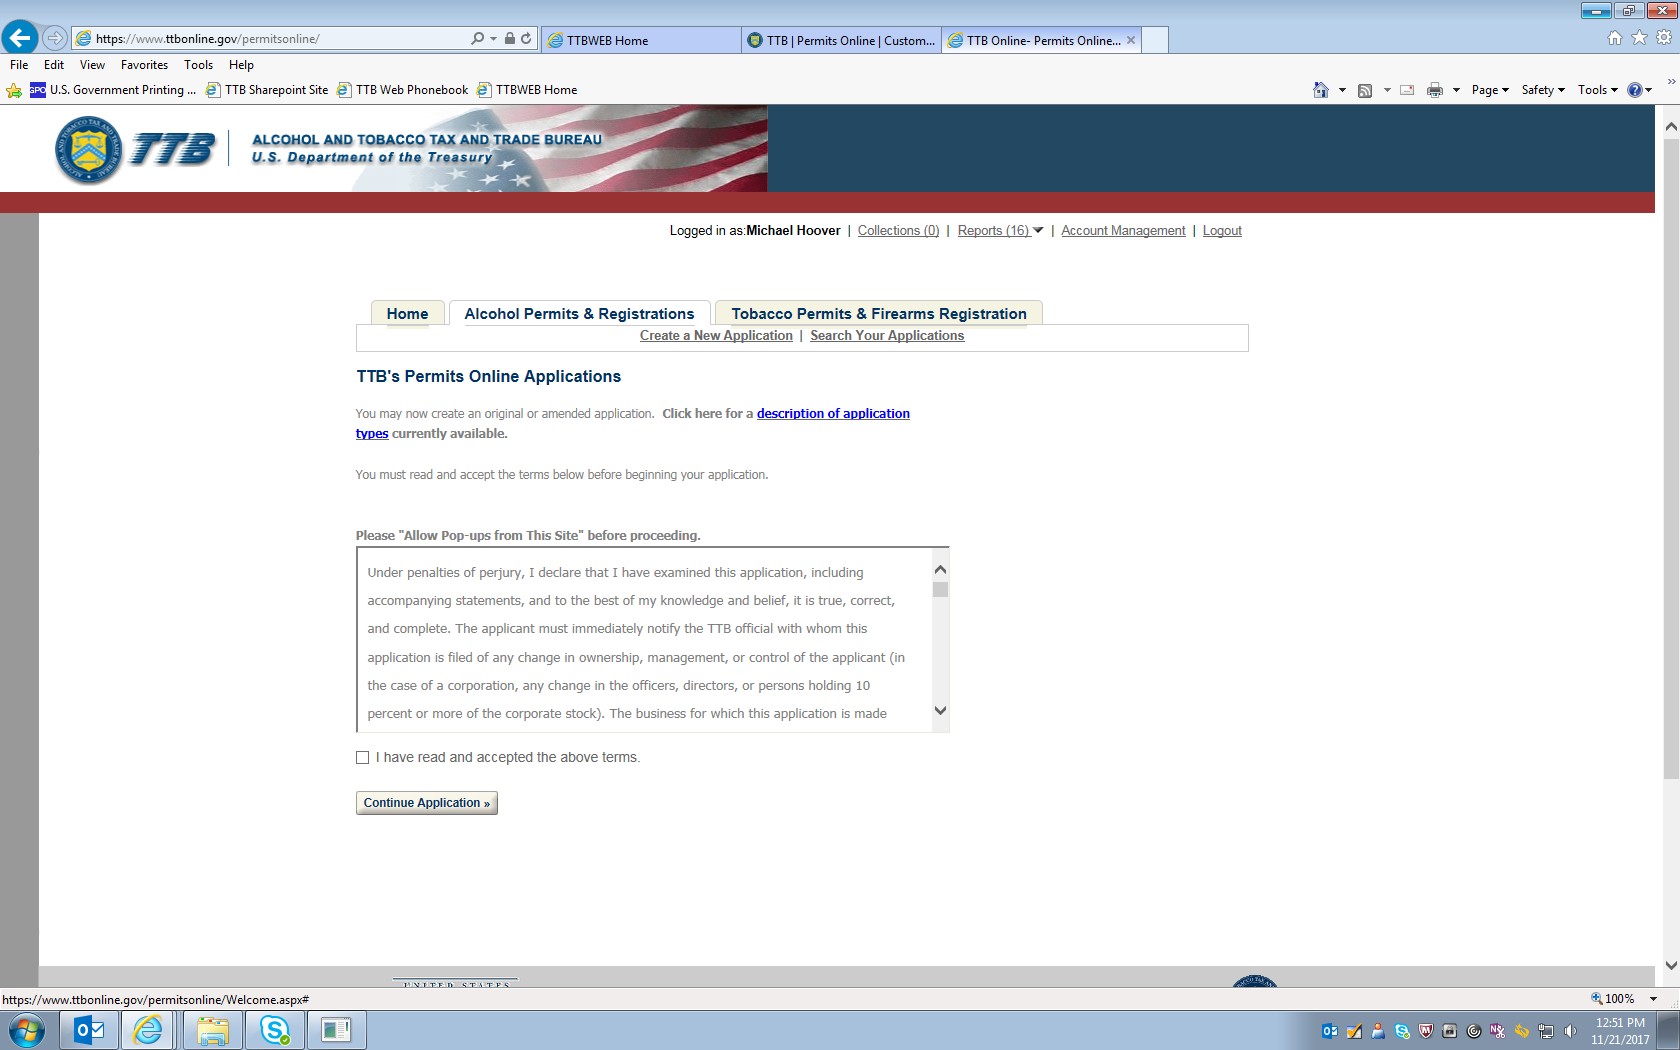 https://www.ttbonline.gov/permitsonline/
TTBWEB Home
TTB | Permits Online | Custom...
TTB Online- Permits Online...
File Edit View Favorites Tools Help
GPO U.S. Government Printing ... TTB Sharepoint Site TTB Web Phonebook TTBWEB Home
Page Safety Tools
TTB
ALCOHOL AND TOBACCO TAX AND TRADE BUREAU
U.S. Department of the Treasury
Logged in as:Michael Hoover | Collections (0) | Reports (16) | Account Management | Logout
Home Alcohol Permits & Registrations Tobacco Permits & Firearms Registration
Create a New Application | Search Your Applications
TTB's Permits Online Applications
You may now create an original or amended application. Click here for a description of application
types currently available.
You must read and accept the terms below before beginning your application.
Please "Allow Pop-ups from This Site" before proceeding.
Under penalties of perjury, I declare that I have examined this application, including
accompanying statements, and to the best of my knowledge and belief, it is true, correct,
and complete. The applicant must immediately notify the TTB official with whom this
application is filed of any change in ownership, management, or control of the applicant (in
the case of a corporation, any change in the officers, directors, or persons holding 10
percent or more of the corporate stock). The business for which this application is made
I have read and accepted the above terms.
Continue Application »
UNITED STATES
https://www.ttbonline.gov/permitsonline/Welcome.aspx#
100%
12:51 PM
11/21/2017